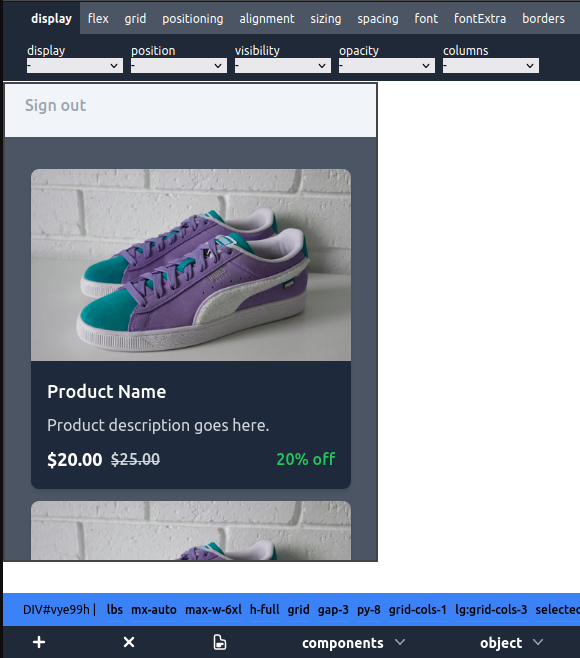 display flex grid positioning alignment sizing spacing font fontExtra borders
display position visibility opacity columns
- - - - -
Sign out
Product Name
Product description goes here.
$20.00 $25.00 20% off
DIV#vye99h | lbs mx-auto max-w-6xl h-full grid gap-3 py-8 grid-cols-1 lg:grid-cols-3 selected
components object